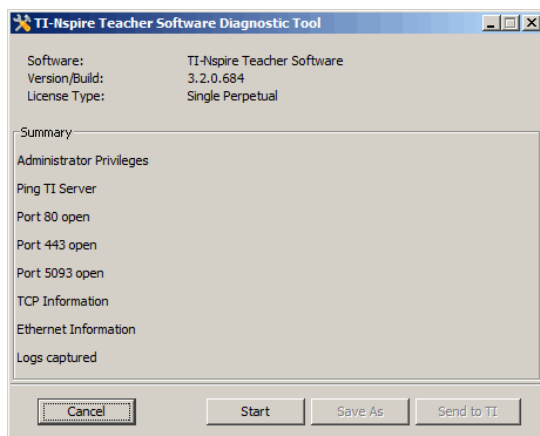 TI-Nspire Teacher Software Diagnostic Tool
Software: TI-Nspire Teacher Software
Version/Build: 3.2.0.684
License Type: Single Perpetual
Summary
Administrator Privileges
Ping TI Server
Port 80 open
Port 443 open
Port 5093 open
TCP Information
Ethernet Information
Logs captured
Cancel Start Save As Send to TI